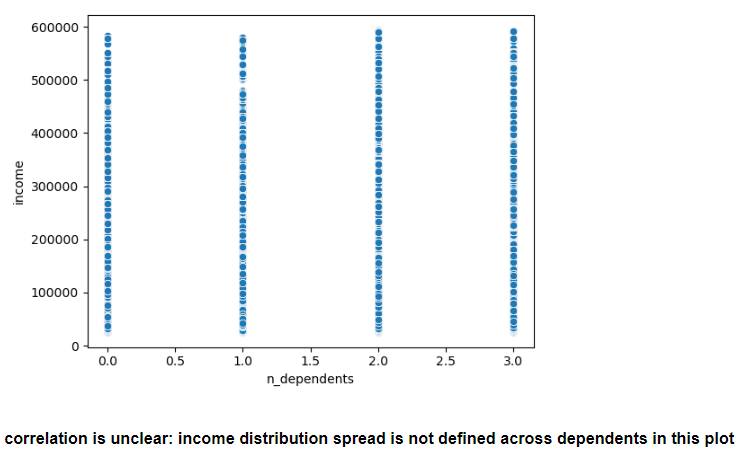 600000
500000
400000
300000
200000
100000
0
income
0.0 0.5 1.0 1.5 2.0 2.5 3.0
n_dependents
correlation is unclear: income distribution spread is not defined across dependents in this plot